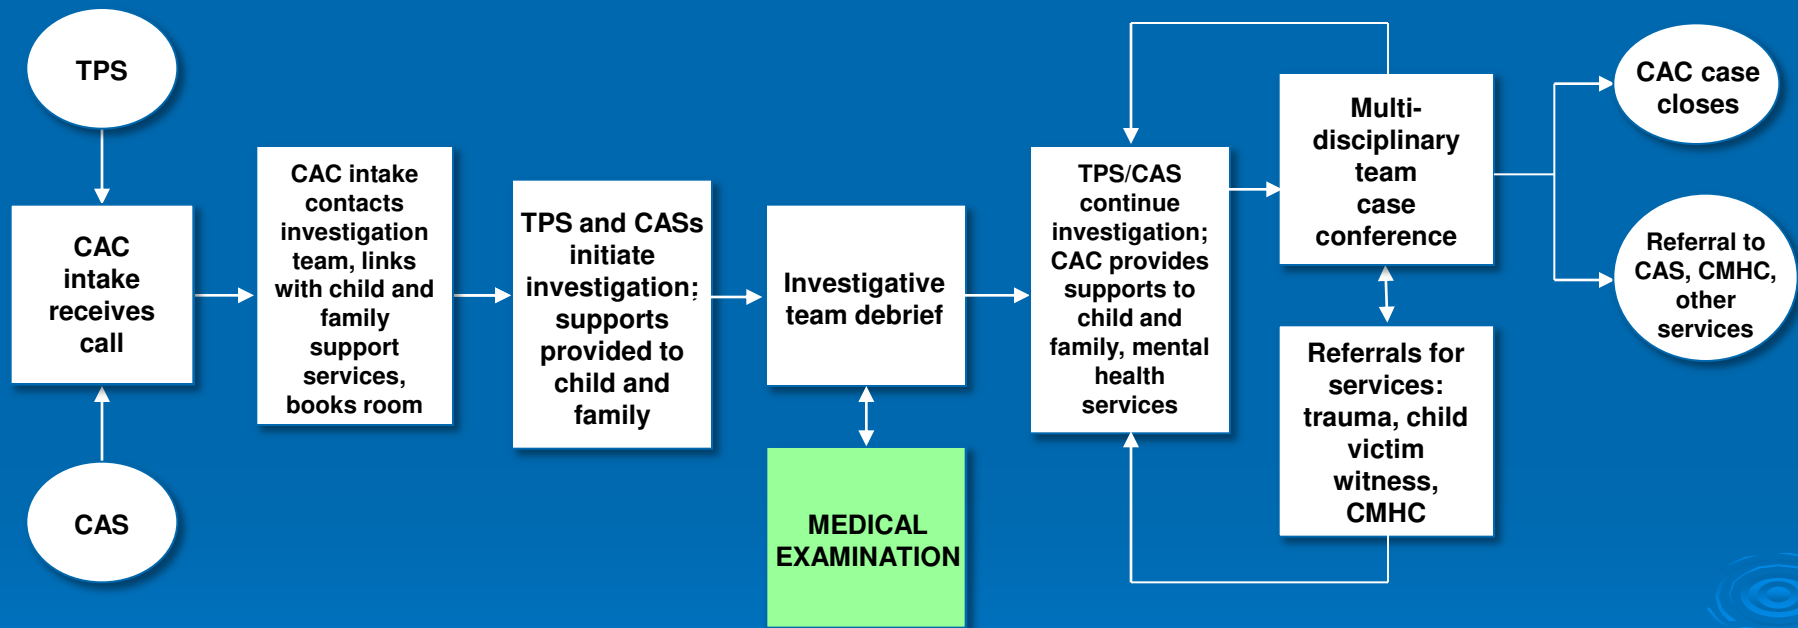 TPS
CAS
CAC
intake
receives
call
CAC intake
contacts
investigation
team, links
with child and
family
support
services,
books room
TPS and CASs
initiate
investigation;
supports
provided to
child and
family
Investigative
team debrief
MEDICAL
EXAMINATION
TPS/CAS
continue
investigation;
CAC provides
supports to
child and
family, mental
health
services
Multi-
disciplinary
team
case
conference
Referrals for
services:
trauma, child
victim
witness,
CMHC
CAC case
closes
Referral to
CAS, CMHC,
other
services